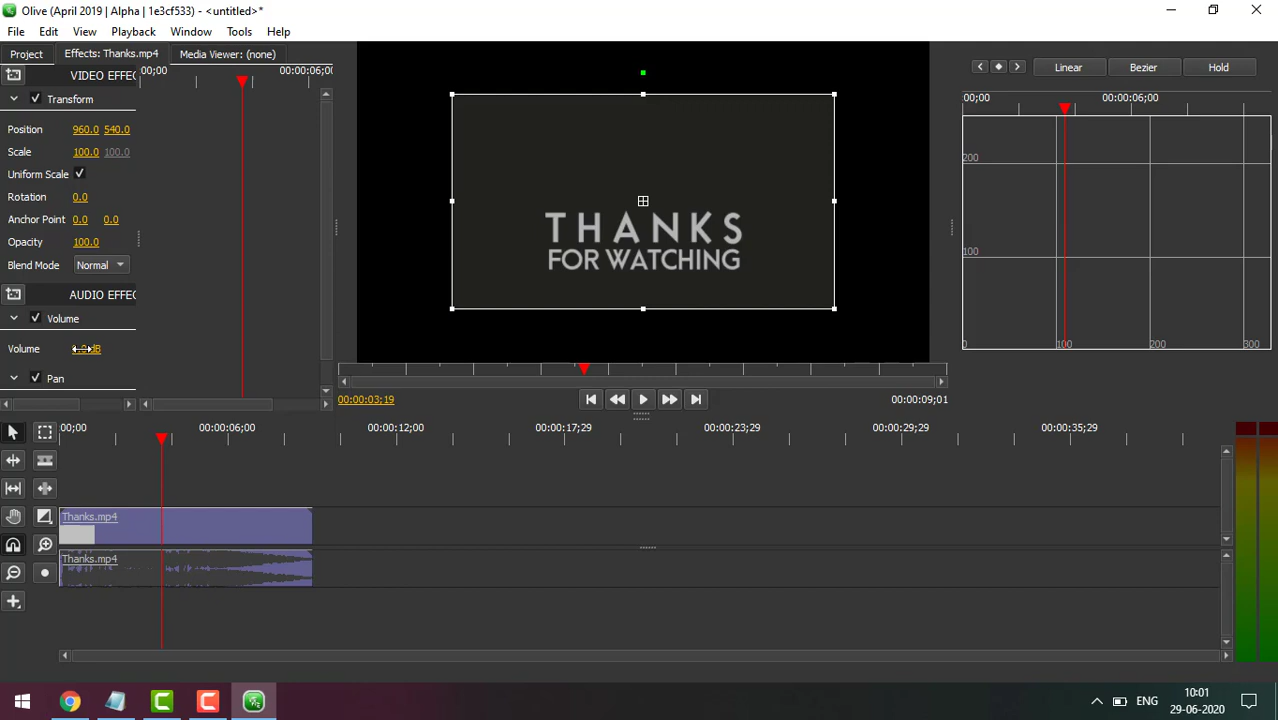 Olive (April 2019 | Alpha | 1e3cf533) - <untitled>*
File Edit View Playback Window Tools Help
Project Effects: Thanks.mp4 Media Viewer: (none)
VIDEO EFFEC
;00;00 00:00:06;00
Transform
Position 960.0 540.0
Scale 100.0 100.0
Uniform Scale
Rotation 0.0
Anchor Point 0.0 0.0
Opacity 100.0
Blend Mode Normal
AUDIO EFFEC
Volume
Volume dB
Pan
THANKS
FOR WATCHING
00:00:03;19 00:00:09;01
Linear Bezier Hold
;00;00 00:00:06;00
200
100
0 100 200 300
;00;00 00:00:06;00 00:00:12;00 00:00:17;29 00:00:23;29 00:00:29;29 00:00:35;29
Thanks.mp4
Thanks.mp4
ENG
10:01
29-06-2020